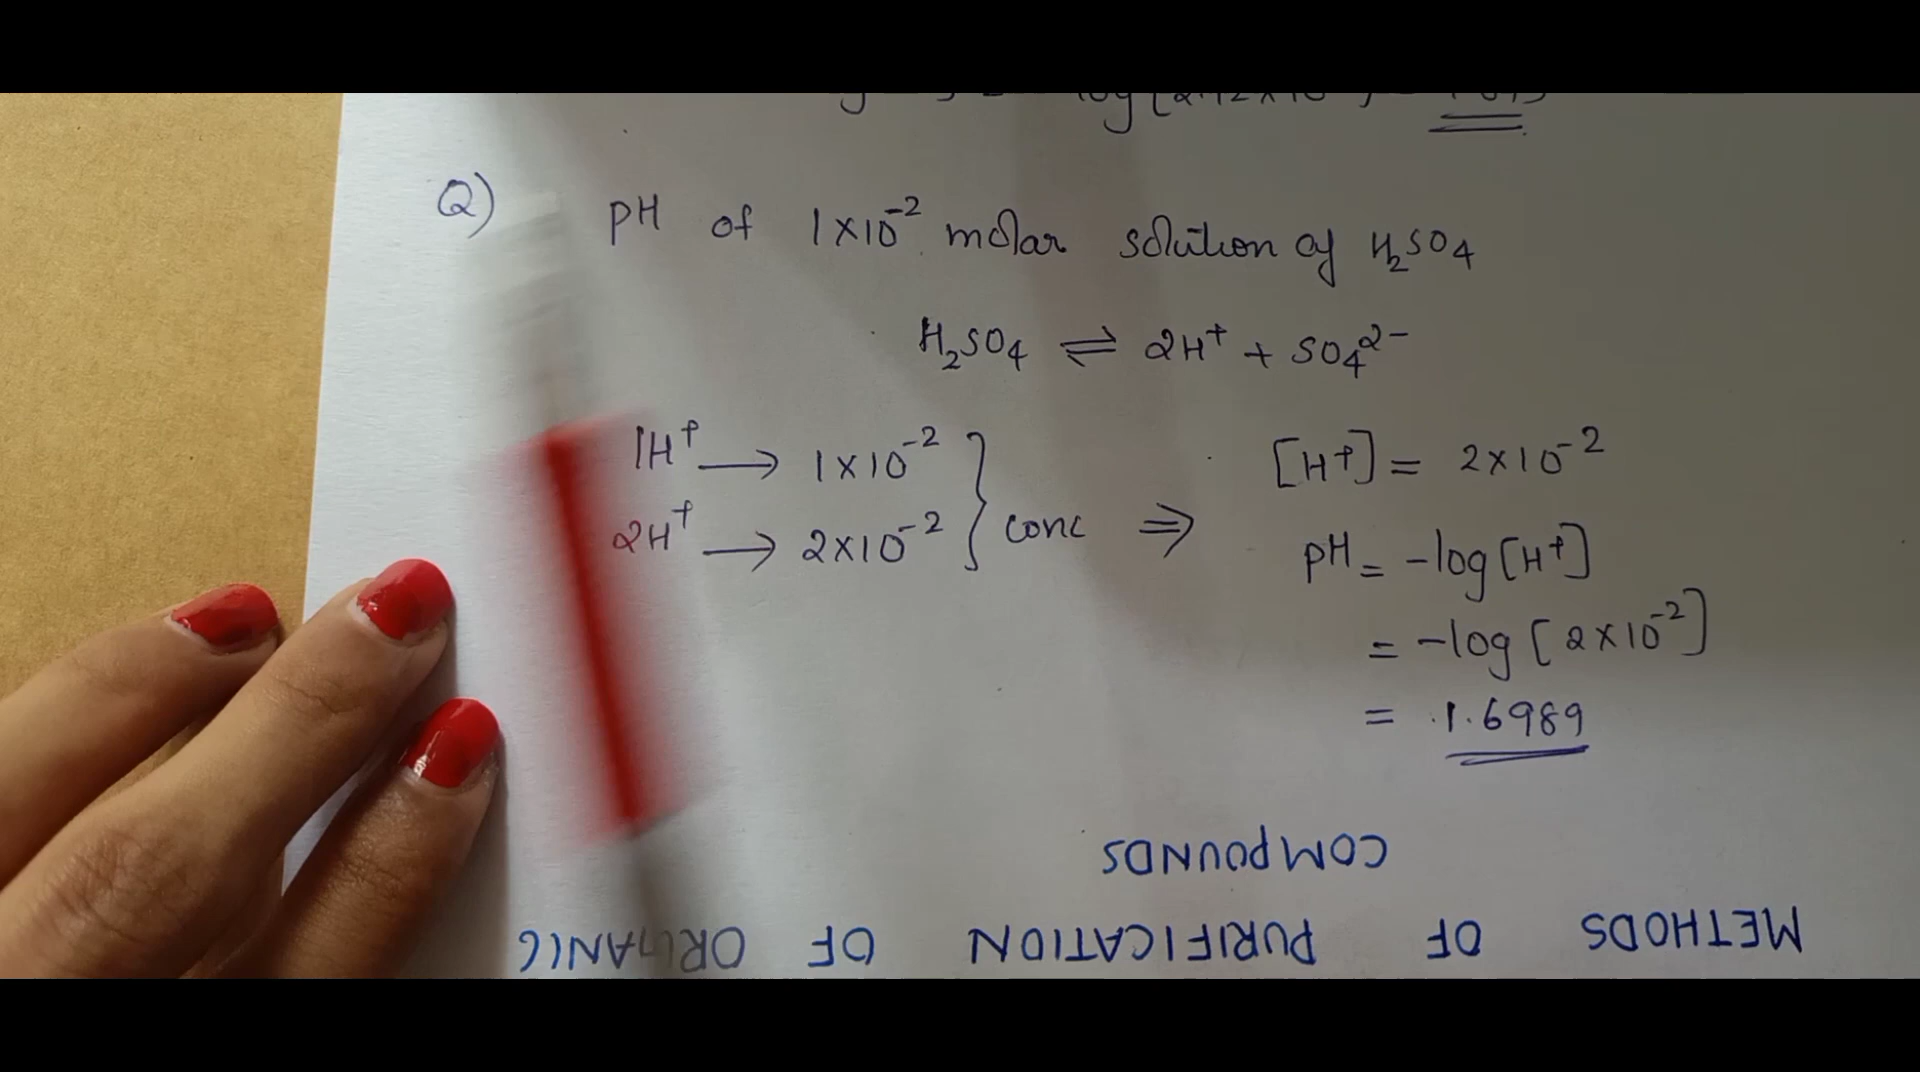 Q) pH of 1×10⁻² molar solution of H₂SO₄
H₂SO₄ ⇌ 2H⁺ + SO₄²⁻
1H⁺ → 1×10⁻²
2H⁺ → 2×10⁻² } conc ⇒
[H⁺] = 2×10⁻²
pH = -log[H⁺]
= -log[2×10⁻²]
= 1.6989
METHODS OF PURIFICATION OF ORGANIC
COMPOUNDS